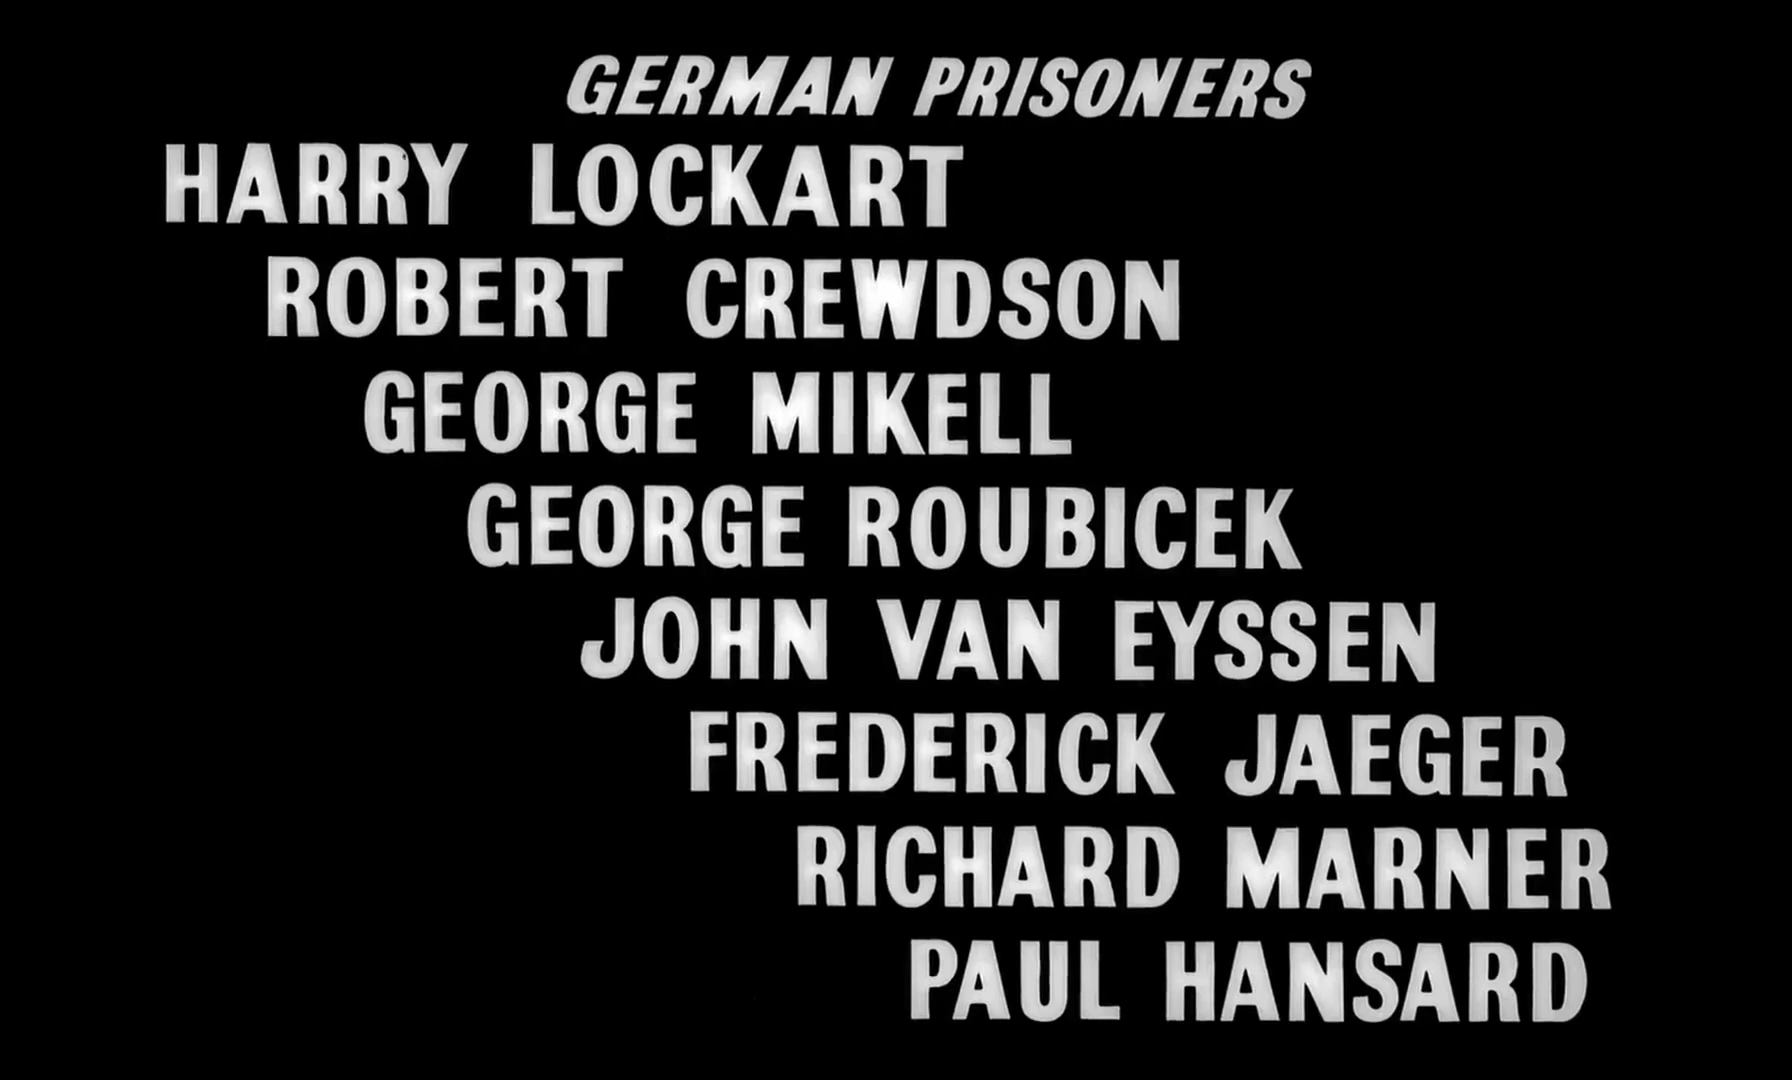 GERMAN PRISONERS
HARRY LOCKART
ROBERT CREWDSON
GEORGE MIKELL
GEORGE ROUBICEK
JOHN VAN EYSSEN
FREDERICK JAEGER
RICHARD MARNER
PAUL HANSARD